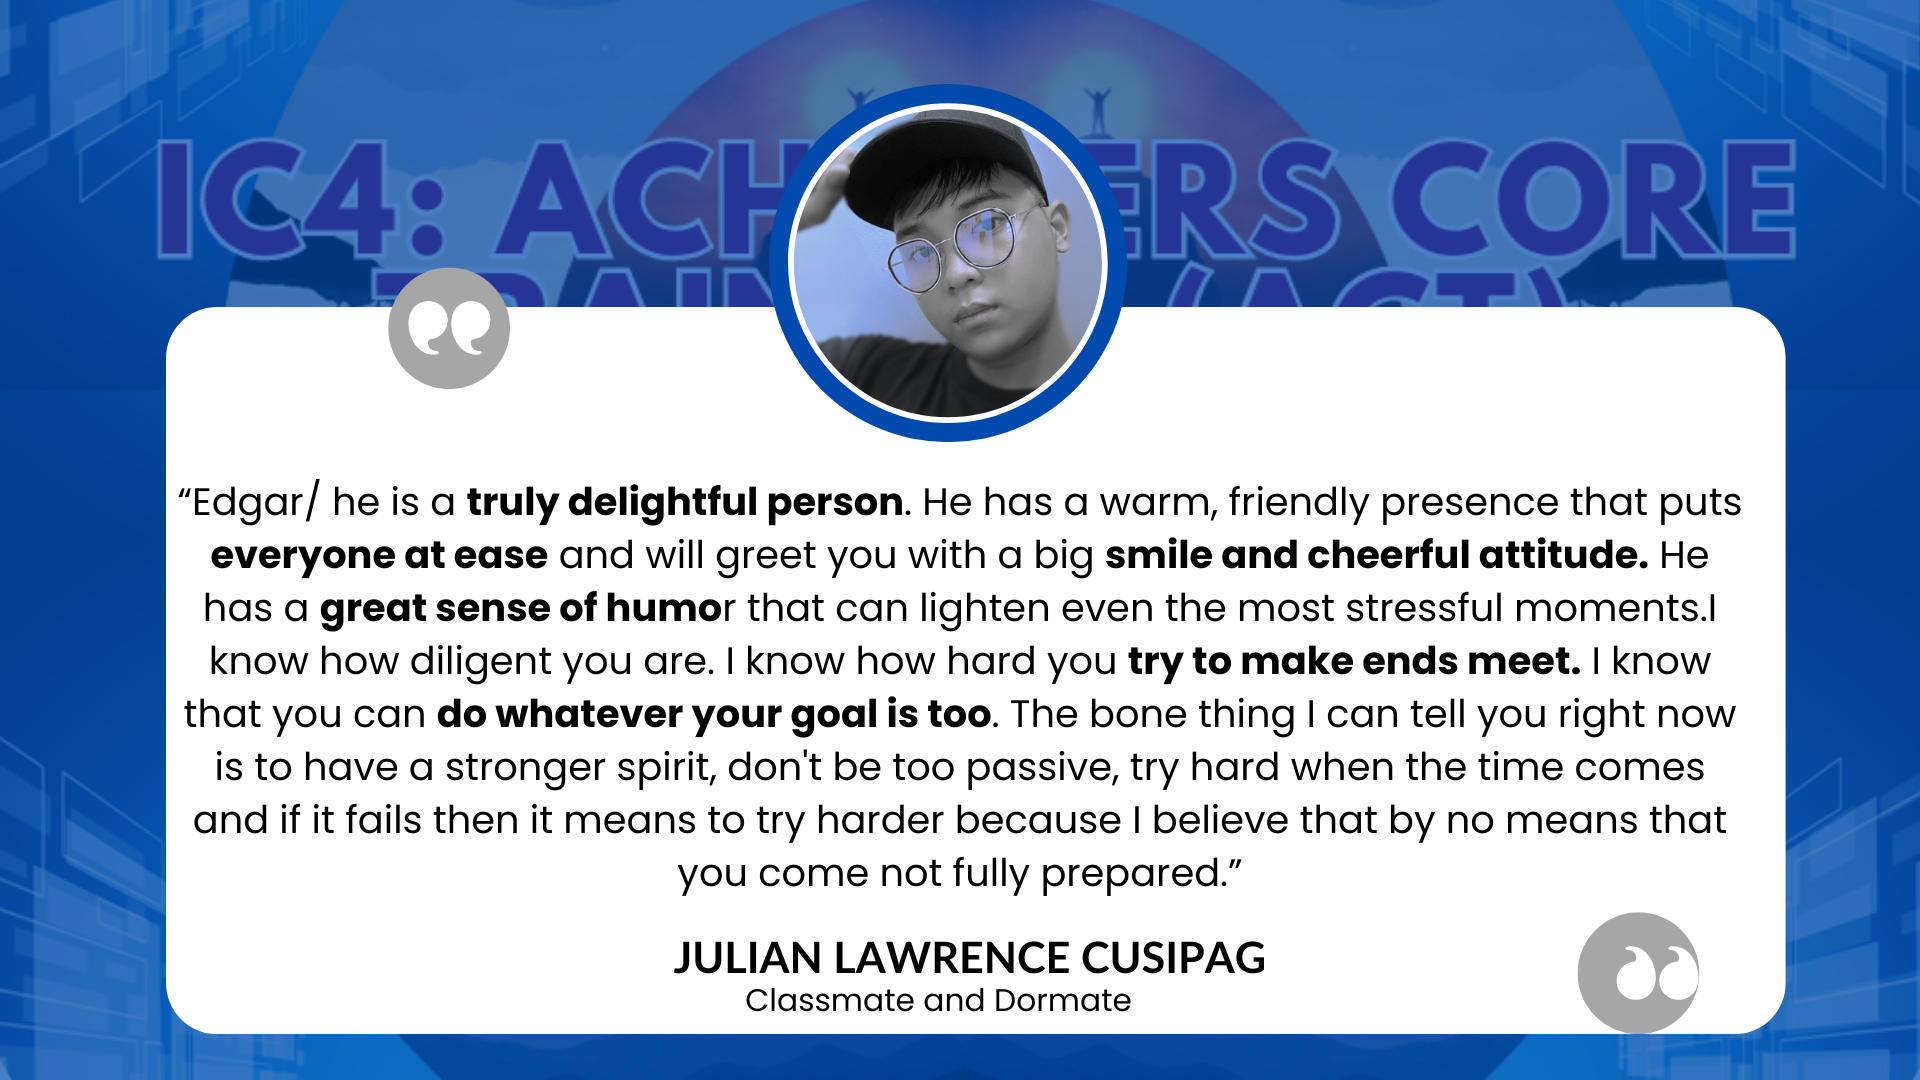 IC4: ACH ERS CORE
TRAIN (ACT)
“Edgar/ he is a truly delightful person. He has a warm, friendly presence that puts
everyone at ease and will greet you with a big smile and cheerful attitude. He
has a great sense of humor that can lighten even the most stressful moments.I
know how diligent you are. I know how hard you try to make ends meet. I know
that you can do whatever your goal is too. The bone thing I can tell you right now
is to have a stronger spirit, don't be too passive, try hard when the time comes
and if it fails then it means to try harder because I believe that by no means that
you come not fully prepared.”
JULIAN LAWRENCE CUSIPAG
Classmate and Dormate